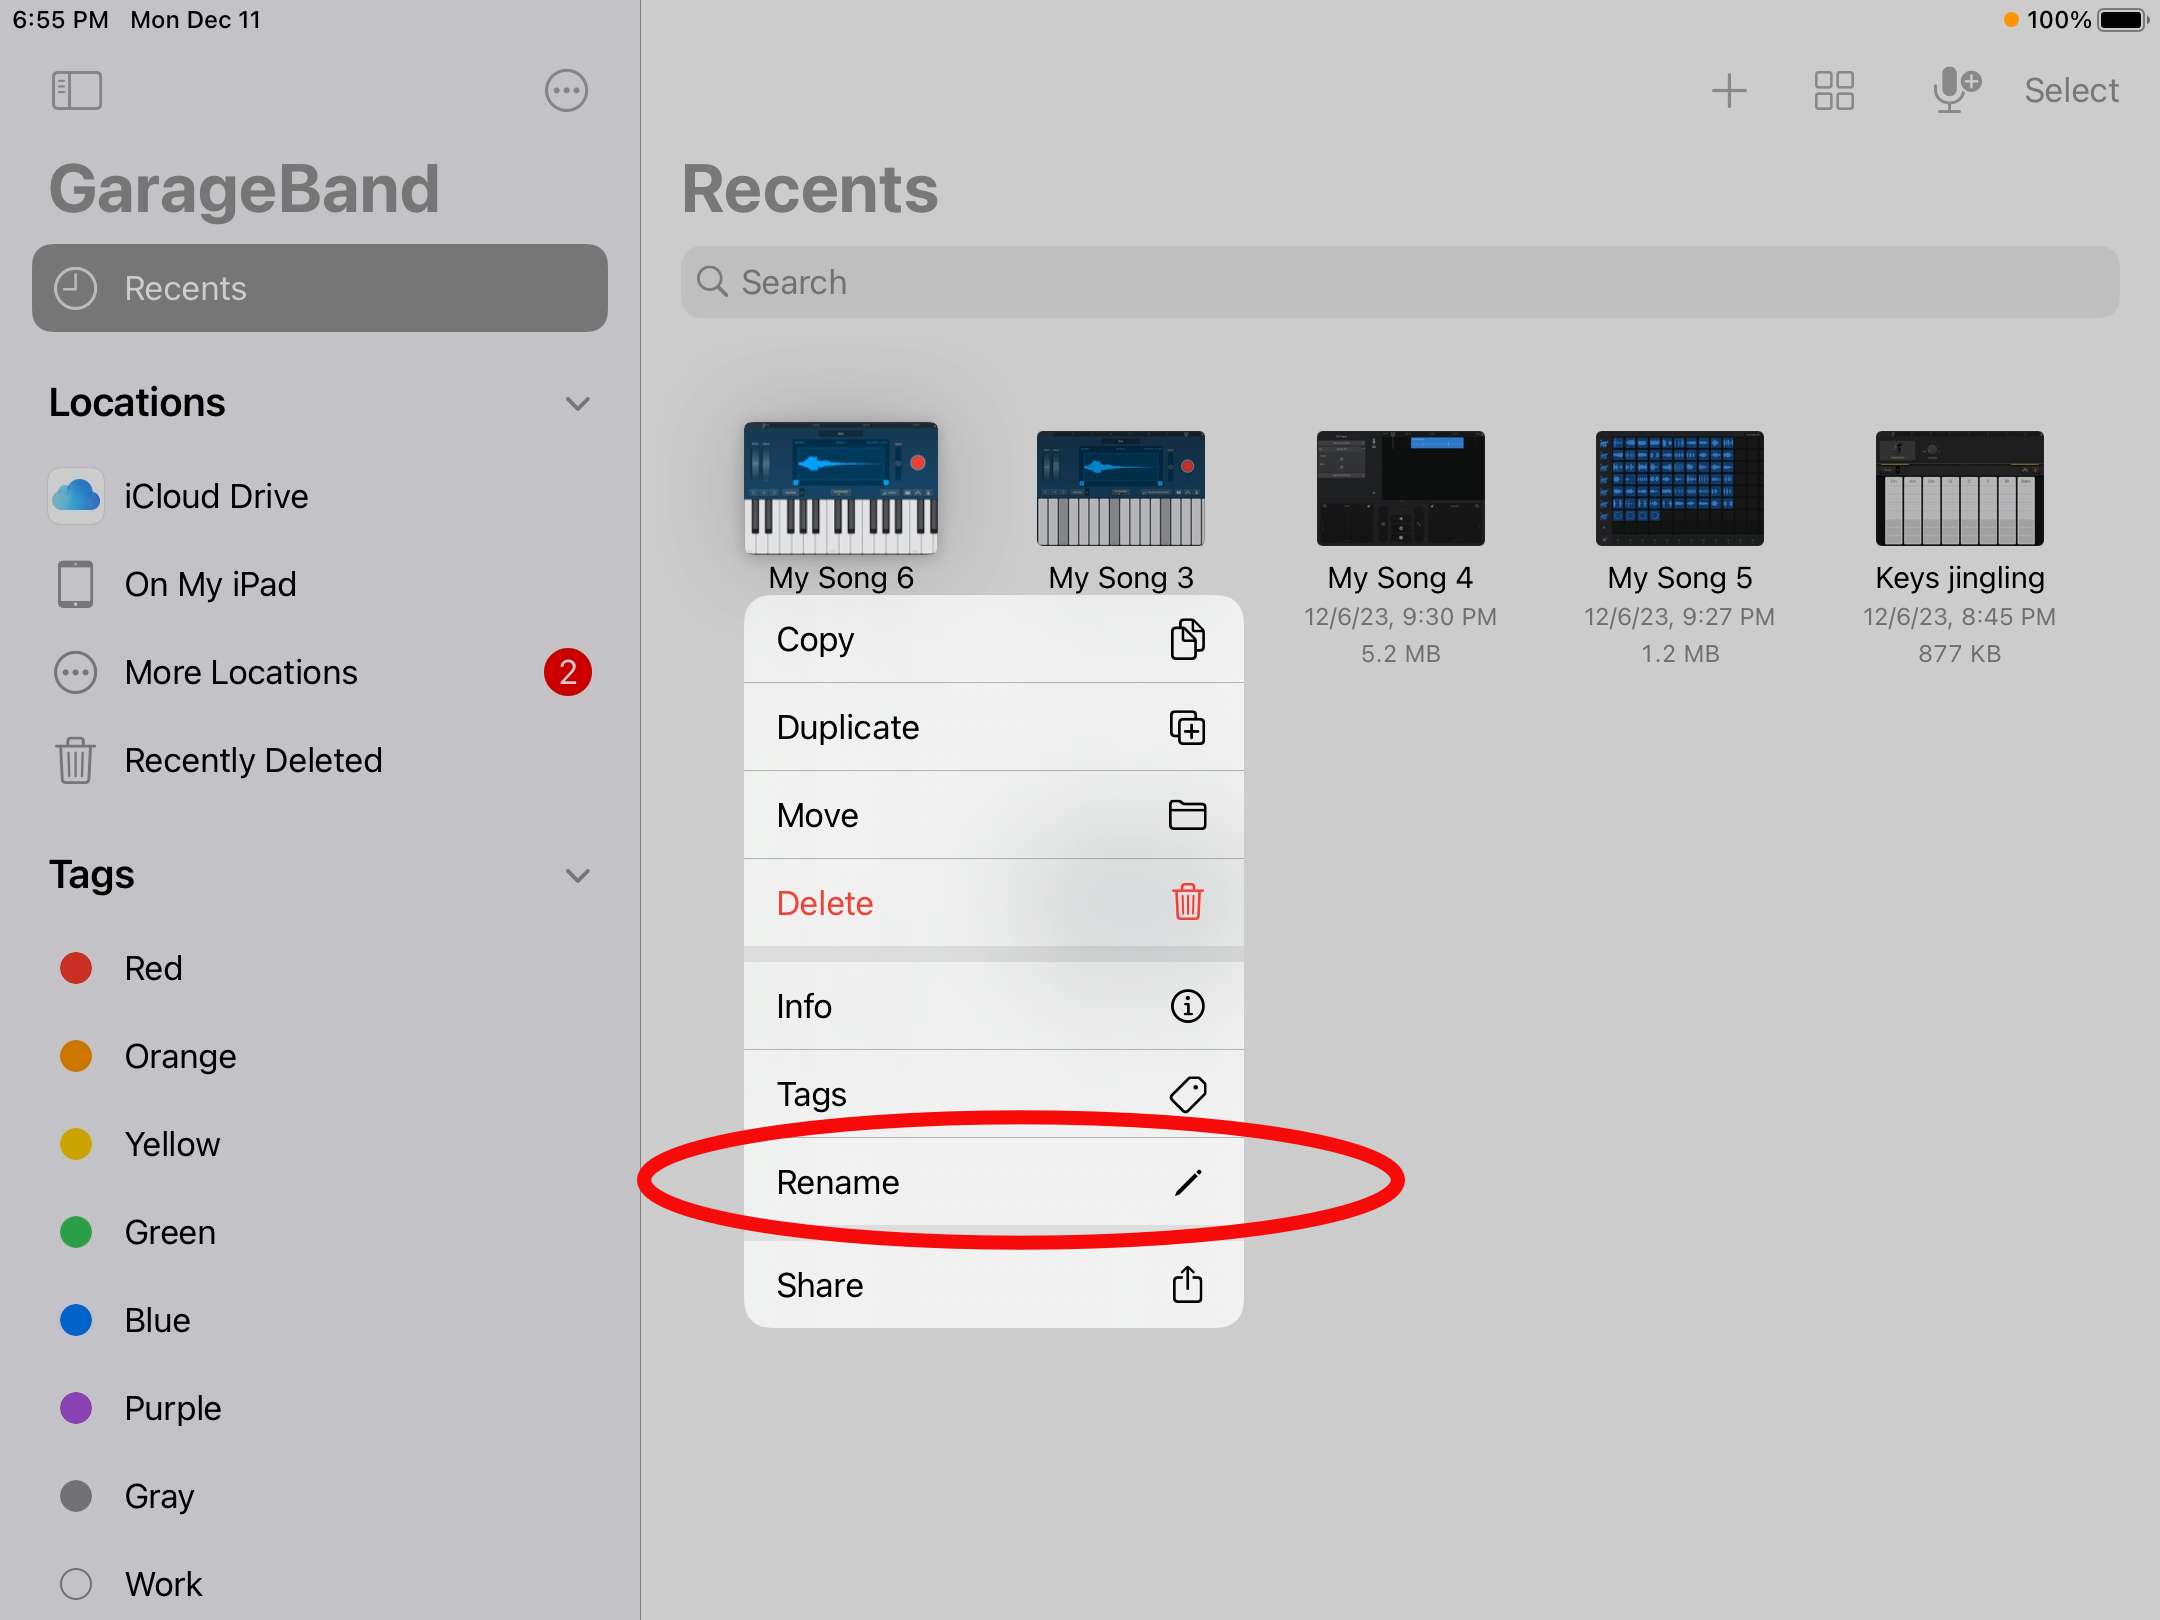 6:55 PM Mon Dec 11
100%
GarageBand
Recents
Locations
iCloud Drive
On My iPad
More Locations 2
Recently Deleted
Tags
Red
Orange
Yellow
Green
Blue
Purple
Gray
Work
Select
Recents
Search
My Song 6
My Song 3
My Song 4
12/6/23, 9:30 PM
5.2 MB
My Song 5
12/6/23, 9:27 PM
1.2 MB
Keys jingling
12/6/23, 8:45 PM
877 KB
Copy
Duplicate
Move
Delete
Info
Tags
Rename
Share